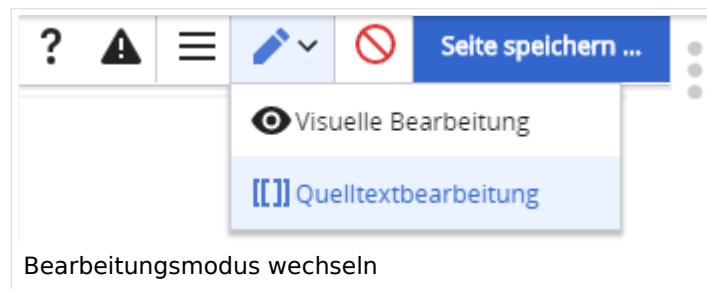 ? Seite speichern ...
Visuelle Bearbeitung
[[ ]] Quelltextbearbeitung
Bearbeitungsmodus wechseln